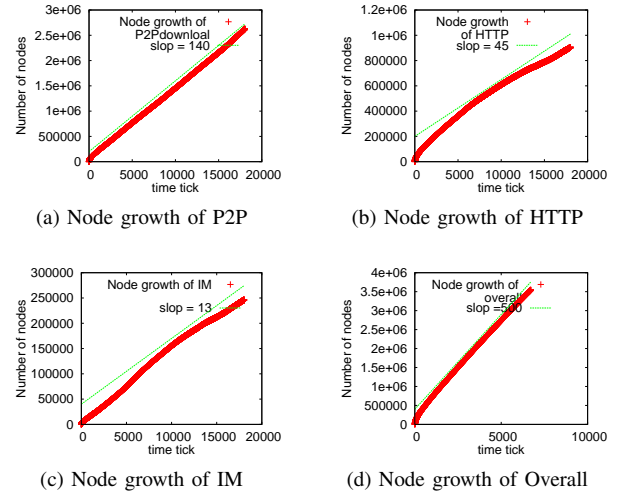 3e+06
2.5e+06
2e+06
1.5e+06
1e+06
500000
0
0 5000 10000 15000 20000
Number of nodes
time tick
Node growth of
P2Pdownloal
slop = 140
(a) Node growth of P2P
1.2e+06
1e+06
800000
600000
400000
200000
0
0 5000 10000 15000 20000
Number of nodes
time tick
Node growth
of HTTP
slop = 45
(b) Node growth of HTTP
300000
250000
200000
150000
100000
50000
0
0 5000 10000 15000 20000
Number of nodes
time tick
Node growth of IM
slop = 13
(c) Node growth of IM
4e+06
3.5e+06
3e+06
2.5e+06
2e+06
1.5e+06
1e+06
500000
0
0 5000 10000
Number of nodes
time tick
Node growth of
overall
slop =500
(d) Node growth of Overall